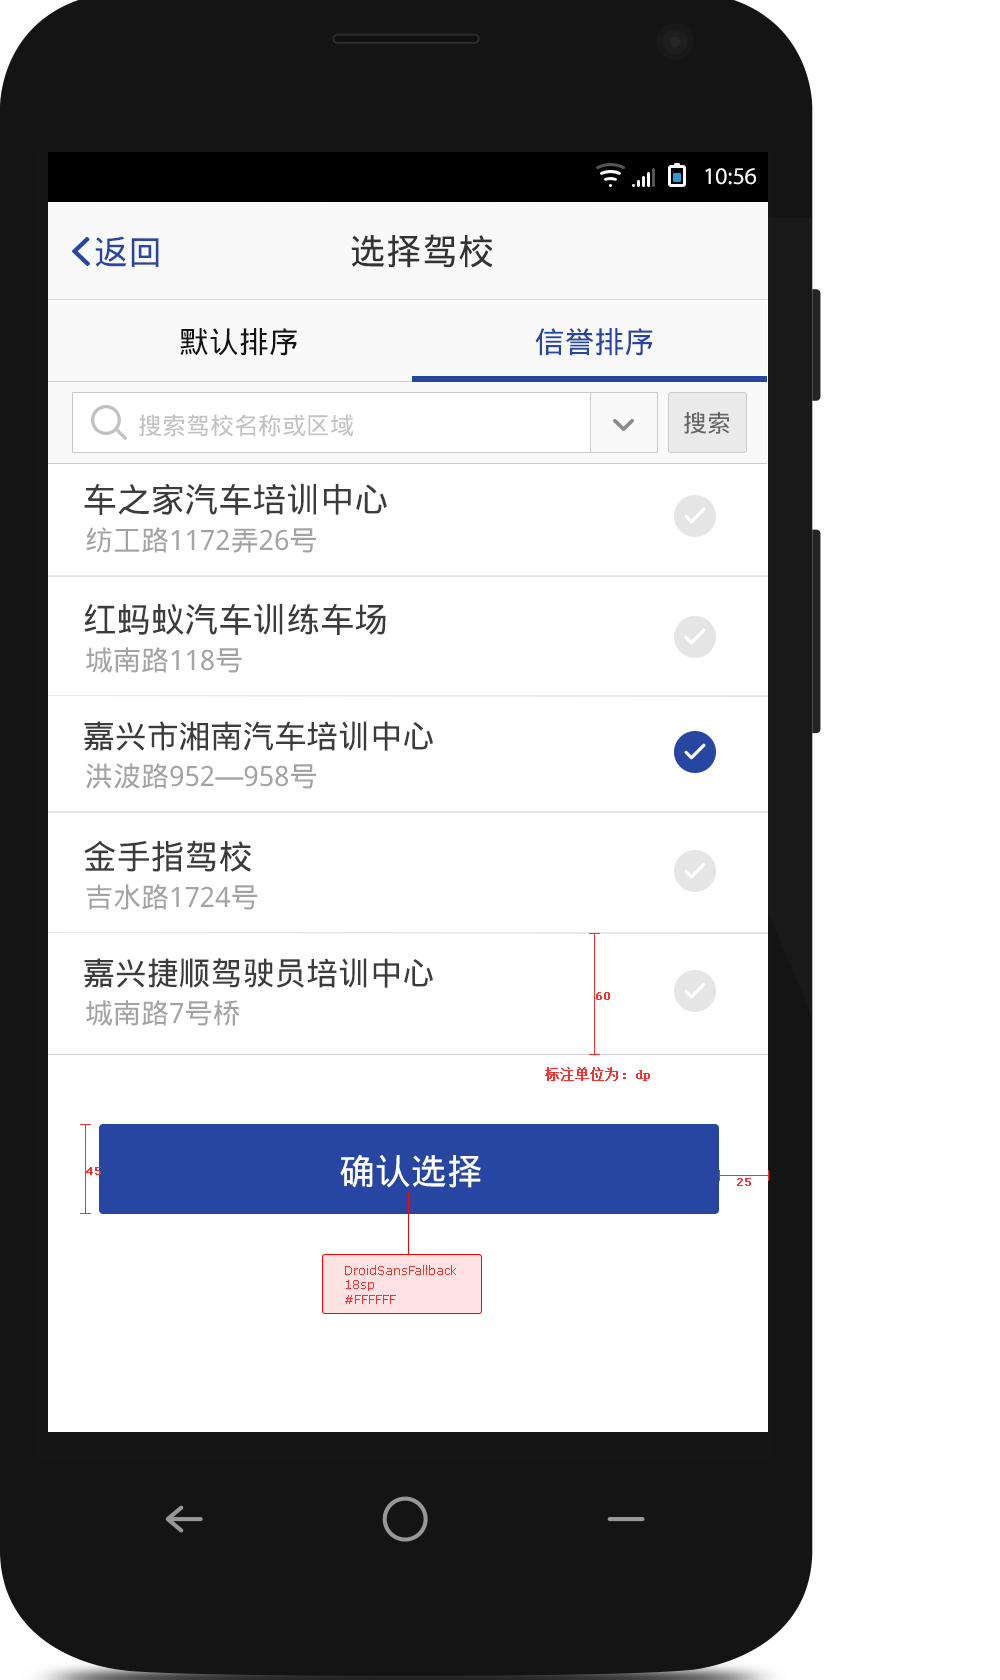 10:56
返回
选择驾校
默认排序
信誉排序
搜索驾校名称或区域
搜索
车之家汽车培训中心
纺工路1172弄26号
红蚂蚁汽车训练车场
城南路118号
嘉兴市湘南汽车培训中心
洪波路952—958号
金手指驾校
吉水路1724号
嘉兴捷顺驾驶员培训中心
城南路7号桥
60
标注单位为：dp
45
确认选择
25
DroidSansFallback
18sp
#FFFFFF